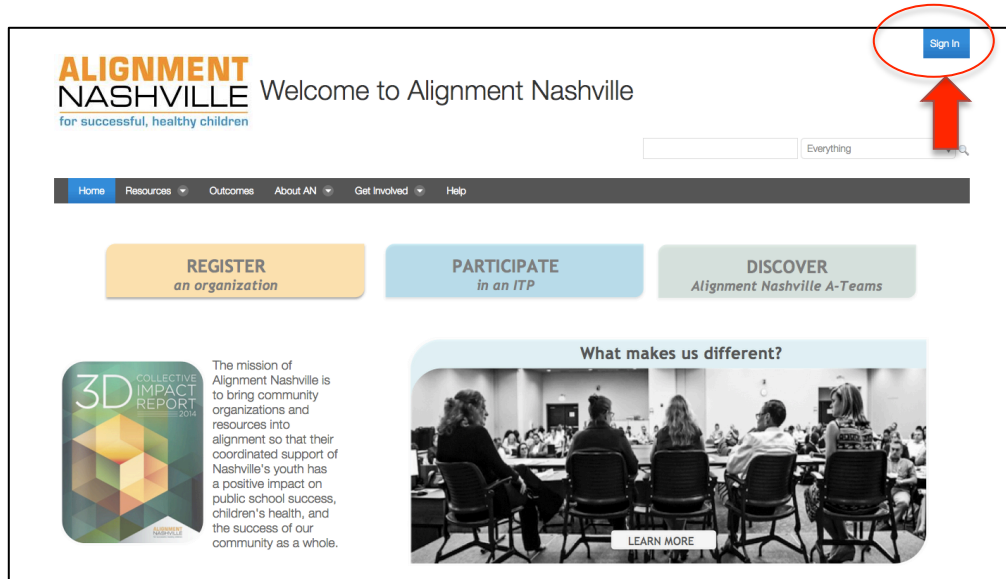 Sign In
ALIGNMENT
NASHVILLE
for successful, healthy children
Welcome to Alignment Nashville
Everything
Home Resources Outcomes About AN Get Involved Help
REGISTER
an organization
PARTICIPATE
in an ITP
DISCOVER
Alignment Nashville A-Teams
3D COLLECTIVE
IMPACT
REPORT
2014
ALIGNMENT
NASHVILLE
The mission of
Alignment Nashville is
to bring community
organizations and
resources into
alignment so that their
coordinated support of
Nashville's youth has
a positive impact on
public school success,
children's health, and
the success of our
community as a whole.
What makes us different?
LEARN MORE